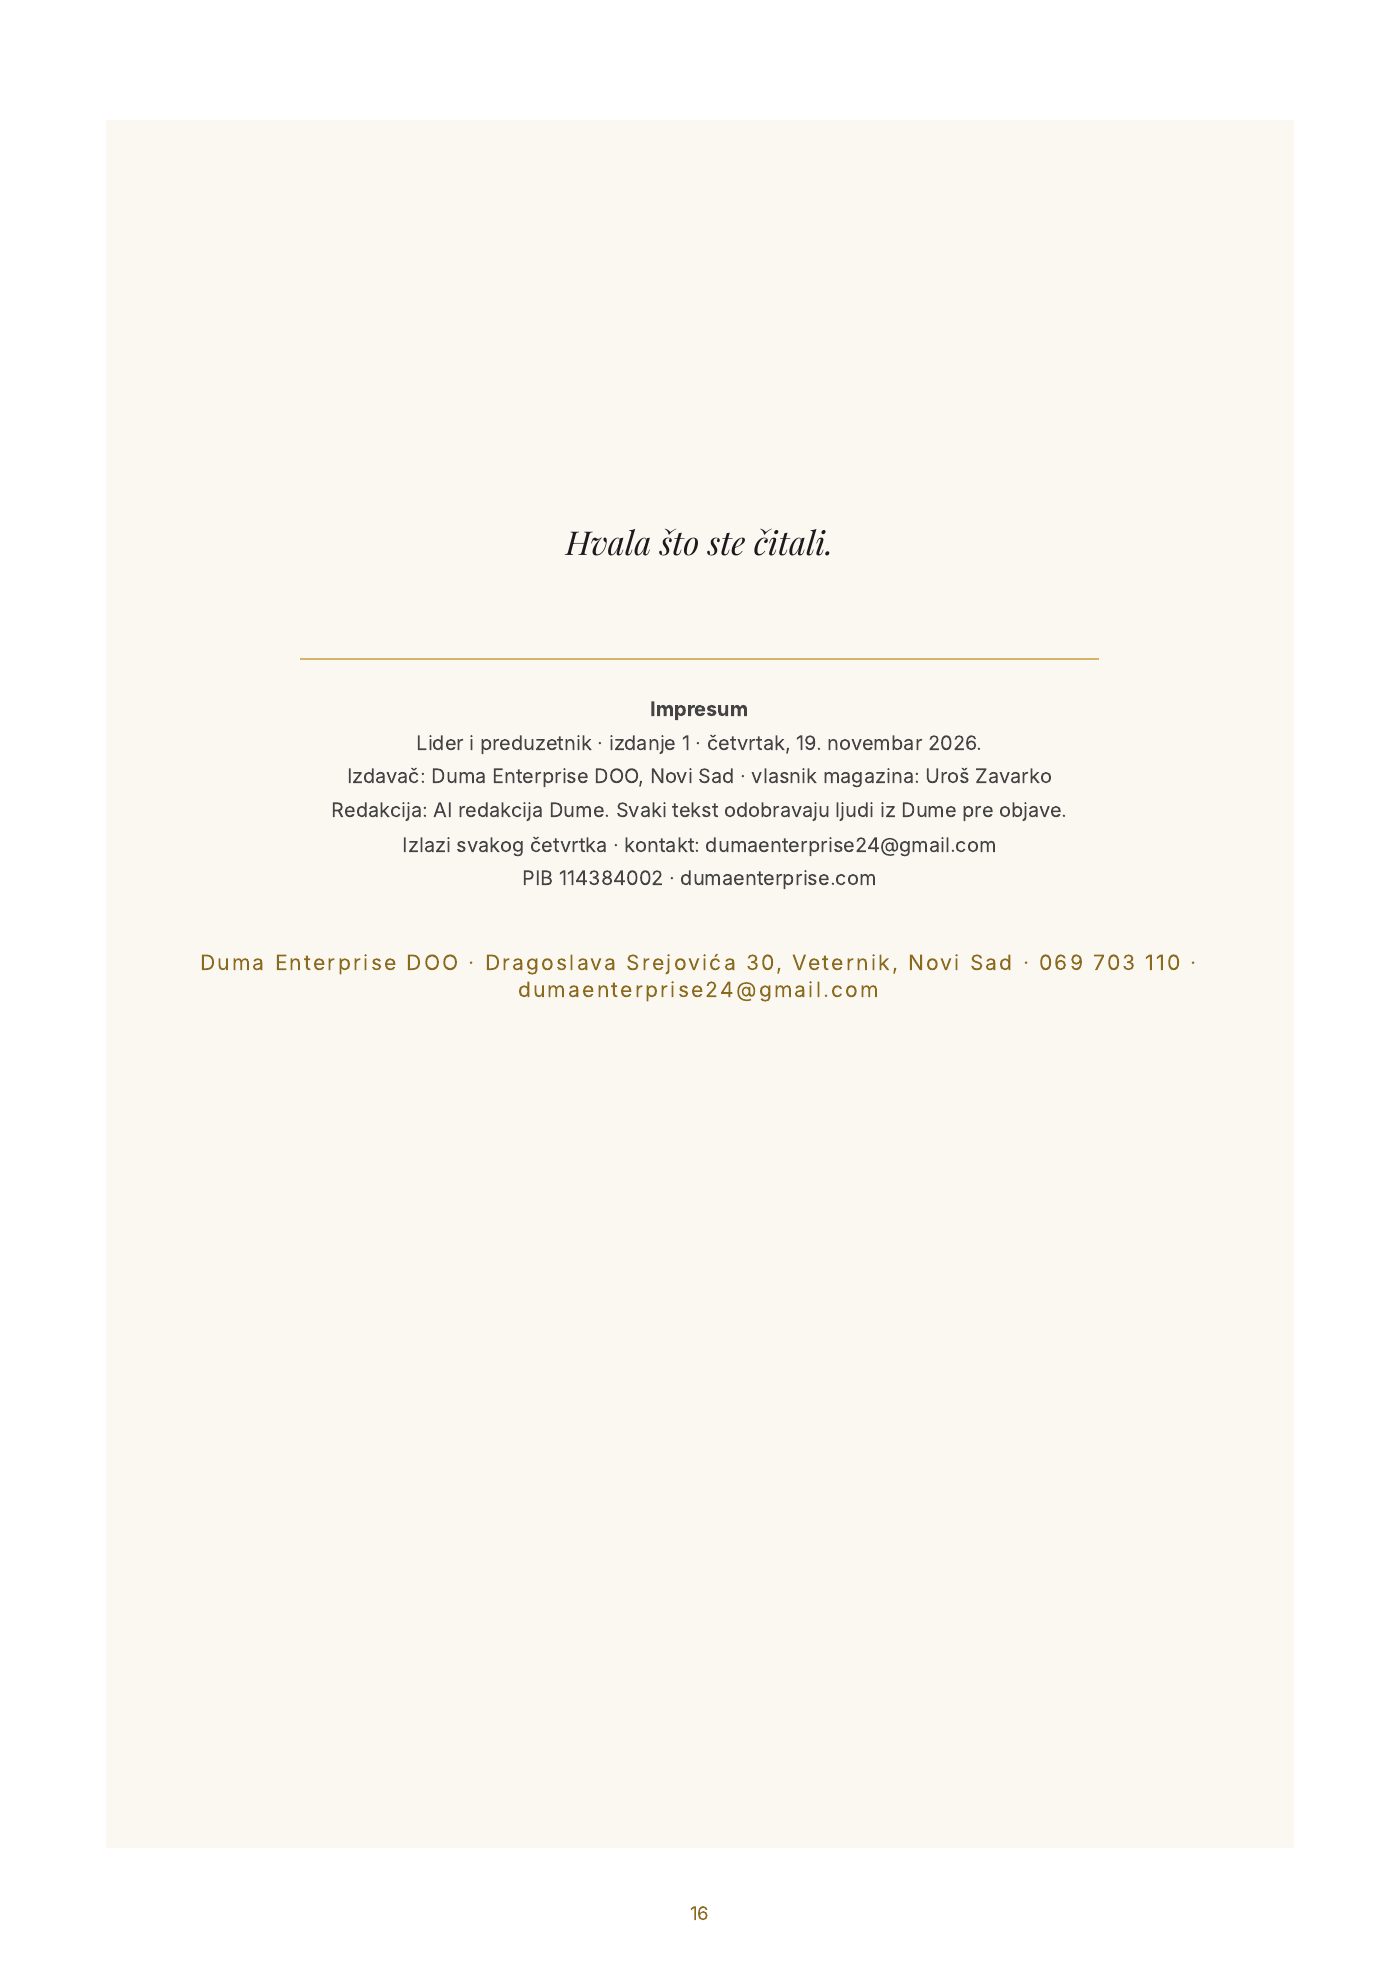 Hvala što ste čitali.
Impresum
Lider i preduzetnik · izdanje 1 · četvrtak, 19. novembar 2026.
Izdavač: Duma Enterprise DOO, Novi Sad · vlasnik magazina: Uroš Zavarko
Redakcija: AI redakcija Dume. Svaki tekst odobravaju ljudi iz Dume pre objave.
Izlazi svakog četvrtka · kontakt: dumaenterprise24@gmail.com
PIB 114384002 · dumaenterprise.com
Duma Enterprise DOO · Dragoslava Srejovića 30, Veternik, Novi Sad · 069 703 110 ·
dumaenterprise24@gmail.com
16